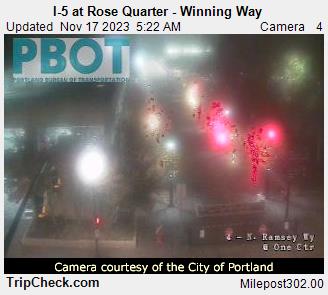 I-5 at Rose Quarter - Winning Way
Updated Nov 17 2023 5:22 AM Camera 4
PBOT
PORTLAND BUREAU OF TRANSPORTATION
4 - N. Ramsey Wy
@ One Ctr
Camera courtesy of the City of Portland
TripCheck.com Milepost302.00